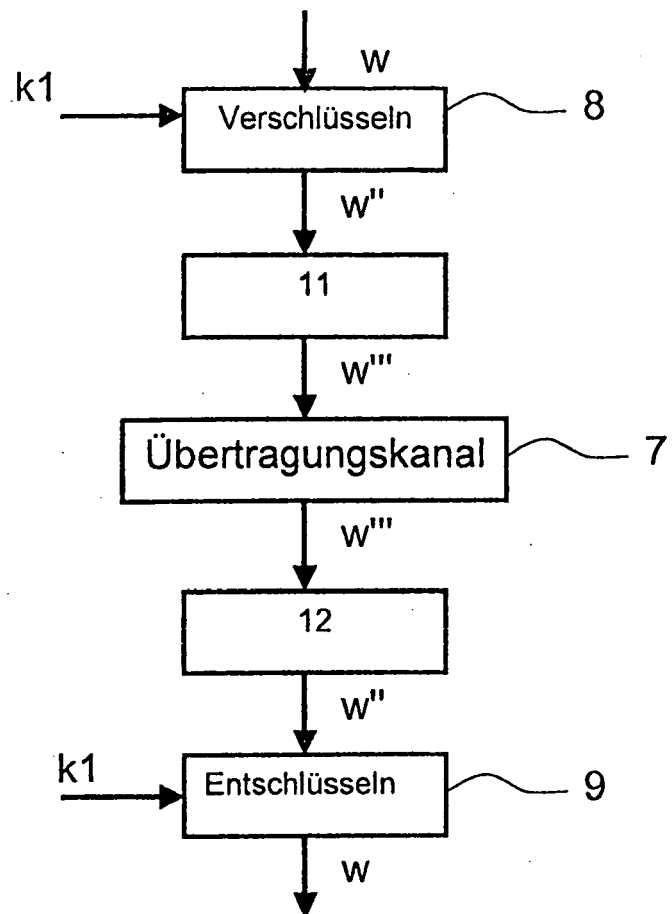 w
k1
Verschlüsseln
8
w"
11
w'''
Übertragungskanal
7
w'''
12
w"
k1
Entschlüsseln
9
w